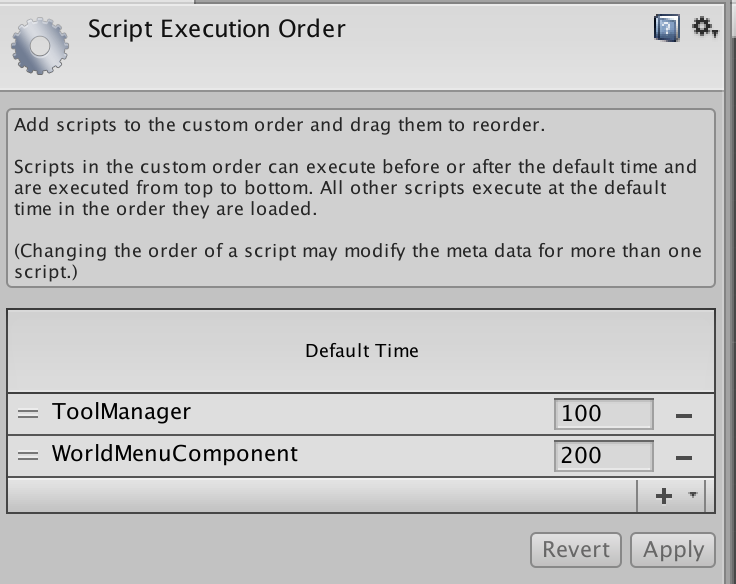 Script Execution Order
Add scripts to the custom order and drag them to reorder.
Scripts in the custom order can execute before or after the default time and
are executed from top to bottom. All other scripts execute at the default
time in the order they are loaded.
(Changing the order of a script may modify the meta data for more than one
script.)
Default Time
ToolManager 100
WorldMenuComponent 200
Revert Apply